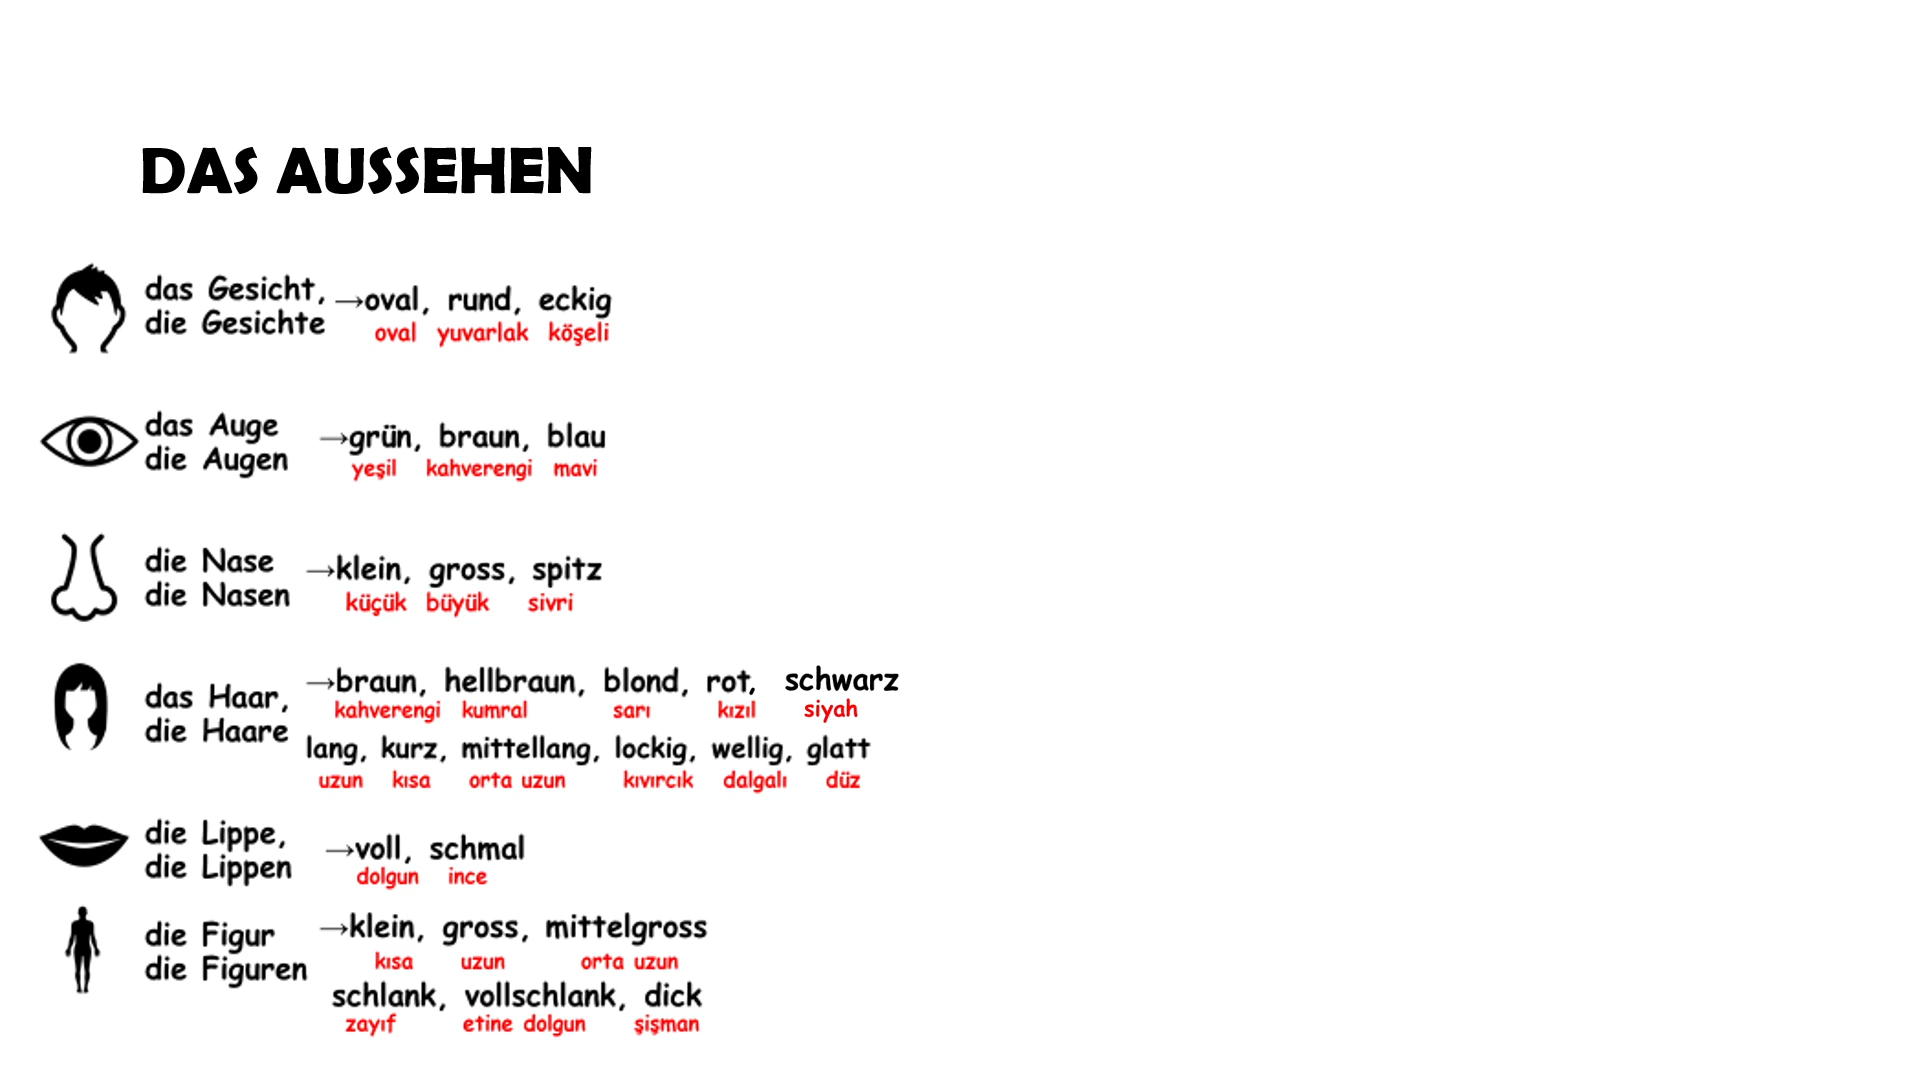 DAS AUSSEHEN
das Gesicht,
die Gesichte
→oval, rund, eckig
oval yuvarlak köşeli
das Auge
die Augen
→grün, braun, blau
yeşil kahverengi mavi
die Nase
die Nasen
→klein, gross, spitz
küçük büyük sivri
das Haar,
die Haare
→braun, hellbraun, blond, rot, schwarz
kahverengi kumral sarı kızıl siyah
lang, kurz, mittellang, lockig, wellig, glatt
uzun kısa orta uzun kıvırcık dalgalı düz
die Lippe,
die Lippen
→voll, schmal
dolgun ince
die Figur
die Figuren
→klein, gross, mittelgross
kısa uzun orta uzun
schlank, vollschlank, dick
zayıf etine dolgun şişman